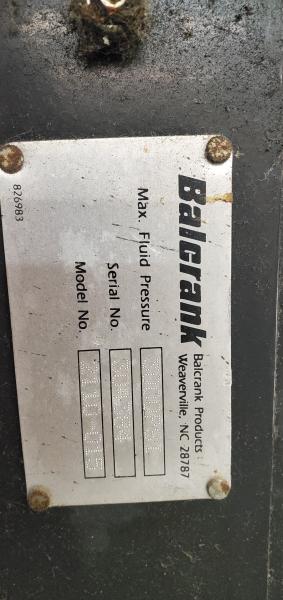 Balcrank
Balcrank Products
Weaverville, NC 28787
Max. Fluid Pressure
Serial No.
Model No.
826983